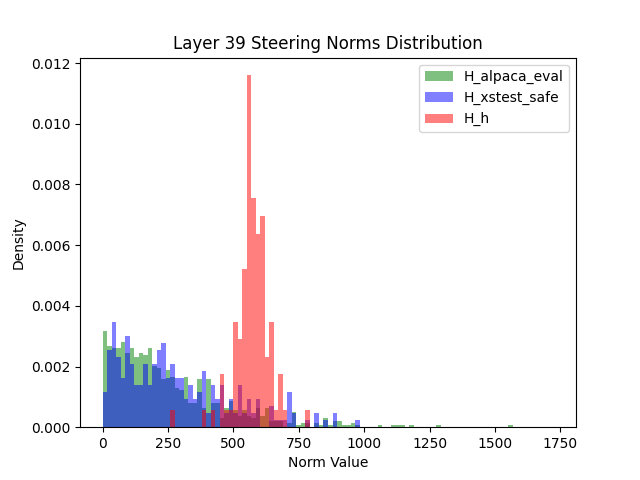 Layer 39 Steering Norms Distribution
H_alpaca_eval
H_xstest_safe
H_h
0.012
0.010
0.008
0.006
0.004
0.002
0.000
Density
0 250 500 750 1000 1250 1500 1750
Norm Value